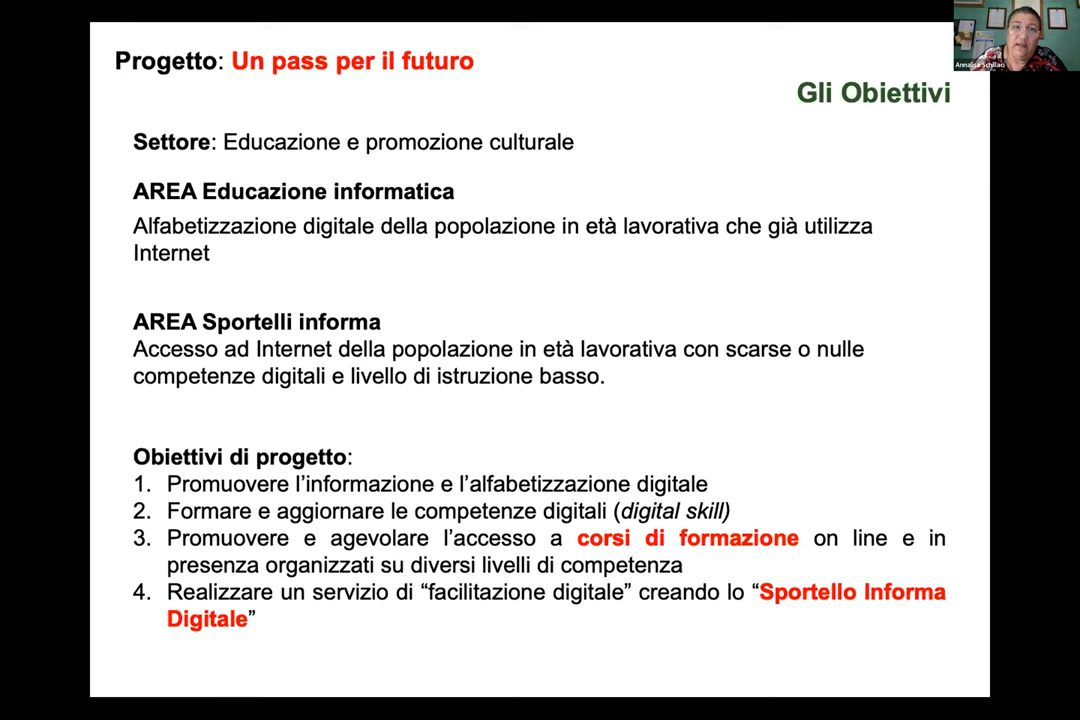 Progetto: Un pass per il futuro
Annalisa Schillaci
Gli Obiettivi
Settore: Educazione e promozione culturale
AREA Educazione informatica
Alfabetizzazione digitale della popolazione in età lavorativa che già utilizza
Internet
AREA Sportelli informa
Accesso ad Internet della popolazione in età lavorativa con scarse o nulle
competenze digitali e livello di istruzione basso.
Obiettivi di progetto:
1. Promuovere l’informazione e l’alfabetizzazione digitale
2. Formare e aggiornare le competenze digitali (digital skill)
3. Promuovere e agevolare l’accesso a corsi di formazione on line e in
presenza organizzati su diversi livelli di competenza
4. Realizzare un servizio di “facilitazione digitale” creando lo “Sportello Informa
Digitale”